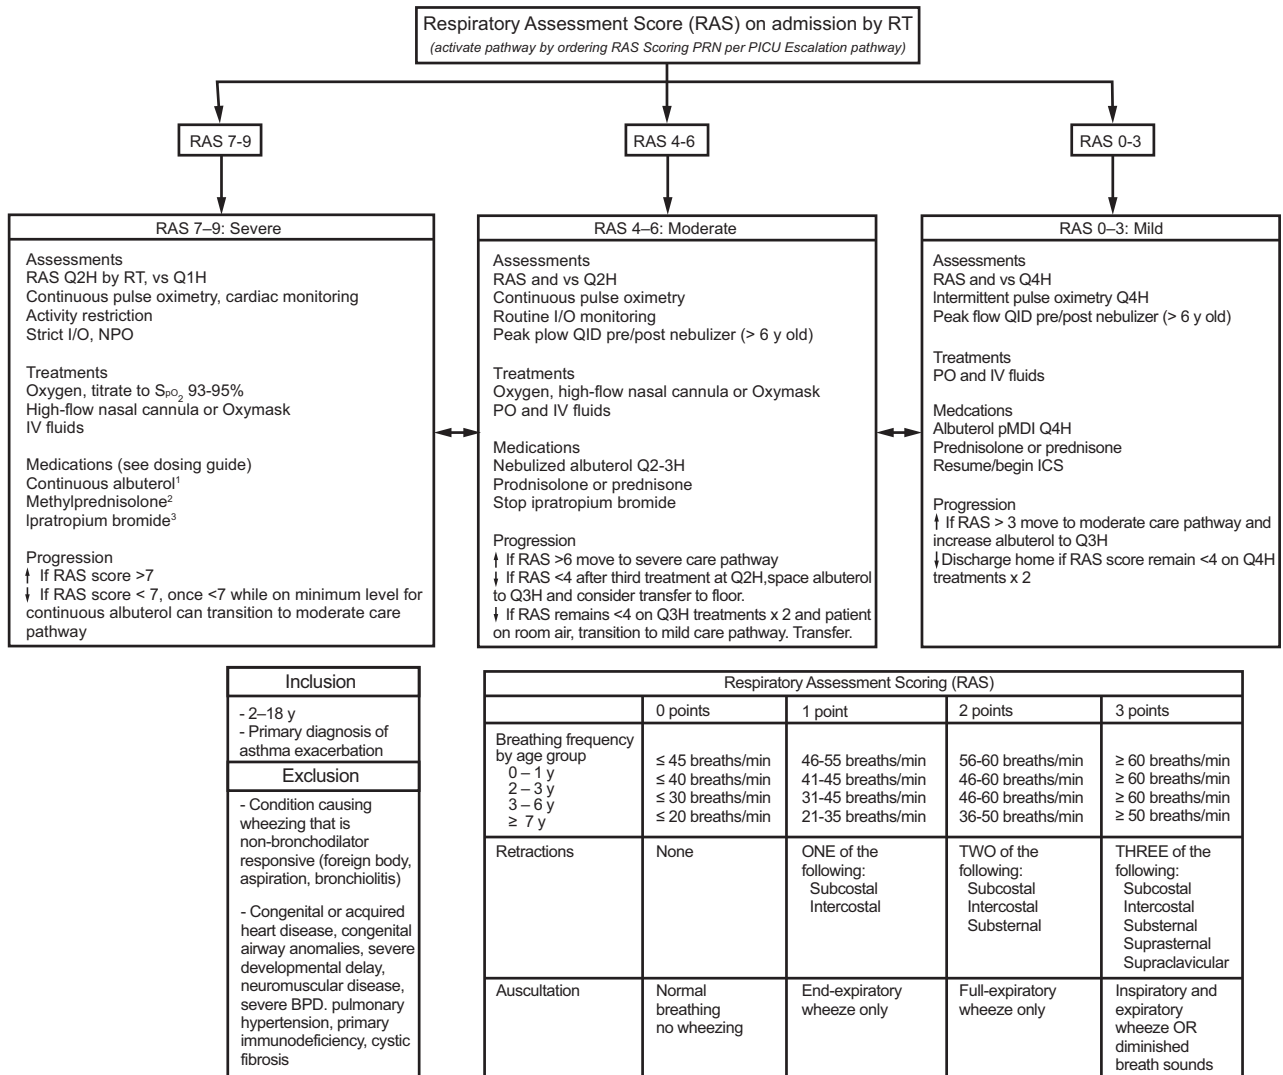 Respiratory Assessment Score (RAS) on admission by RT
(activate pathway by ordering RAS Scoring PRN per PICU Escalation pathway)
RAS 7-9
RAS 4-6
RAS 0-3
RAS 7–9: Severe
Assessments
RAS Q2H by RT, vs Q1H
Continuous pulse oximetry, cardiac monitoring
Activity restriction
Strict I/O, NPO
Treatments
Oxygen, titrate to SpO2 93-95%
High-flow nasal cannula or Oxymask
IV fluids
Medications (see dosing guide)
Continuous albuterol1
Methylprednisolone2
Ipratropium bromide3
Progression
↑ If RAS score >7
↓ If RAS score < 7, once <7 while on minimum level for
continuous albuterol can transition to moderate care
pathway
RAS 4–6: Moderate
Assessments
RAS and vs Q2H
Continuous pulse oximetry
Routine I/O monitoring
Peak plow QID pre/post nebulizer (> 6 y old)
Treatments
Oxygen, high-flow nasal cannula or Oxymask
PO and IV fluids
Medications
Nebulized albuterol Q2-3H
Prodnisolone or prednisone
Stop ipratropium bromide
Progression
↑ If RAS >6 move to severe care pathway
↓ If RAS <4 after third treatment at Q2H,space albuterol
to Q3H and consider transfer to floor.
↓ If RAS remains <4 on Q3H treatments x 2 and patient
on room air, transition to mild care pathway. Transfer.
RAS 0–3: Mild
Assessments
RAS and vs Q4H
Intermittent pulse oximetry Q4H
Peak flow QID pre/post nebulizer (> 6 y old)
Treatments
PO and IV fluids
Medcations
Albuterol pMDI Q4H
Prednisolone or prednisone
Resume/begin ICS
Progression
↑ If RAS > 3 move to moderate care pathway and
increase albuterol to Q3H
↓Discharge home if RAS score remain <4 on Q4H
treatments x 2
Inclusion
- 2–18 y
- Primary diagnosis of
asthma exacerbation
Exclusion
- Condition causing
wheezing that is
non-bronchodilator
responsive (foreign body,
aspiration, bronchiolitis)
- Congenital or acquired
heart disease, congenital
airway anomalies, severe
developmental delay,
neuromuscular disease,
severe BPD. pulmonary
hypertension, primary
immunodeficiency, cystic
fibrosis
Respiratory Assessment Scoring (RAS)
0 points 1 point 2 points 3 points
Breathing frequency
by age group
0 – 1 y ≤ 45 breaths/min 46-55 breaths/min 56-60 breaths/min ≥ 60 breaths/min
2 – 3 y ≤ 40 breaths/min 41-45 breaths/min 46-60 breaths/min ≥ 60 breaths/min
3 – 6 y ≤ 30 breaths/min 31-45 breaths/min 46-60 breaths/min ≥ 60 breaths/min
≥ 7 y ≤ 20 breaths/min 21-35 breaths/min 36-50 breaths/min ≥ 50 breaths/min
Retractions
None
ONE of the
following:
Subcostal
Intercostal
TWO of the
following:
Subcostal
Intercostal
Substernal
THREE of the
following:
Subcostal
Intercostal
Substernal
Suprasternal
Supraclavicular
Auscultation
Normal
breathing
no wheezing
End-expiratory
wheeze only
Full-expiratory
wheeze only
Inspiratory and
expiratory
wheeze OR
diminished
breath sounds